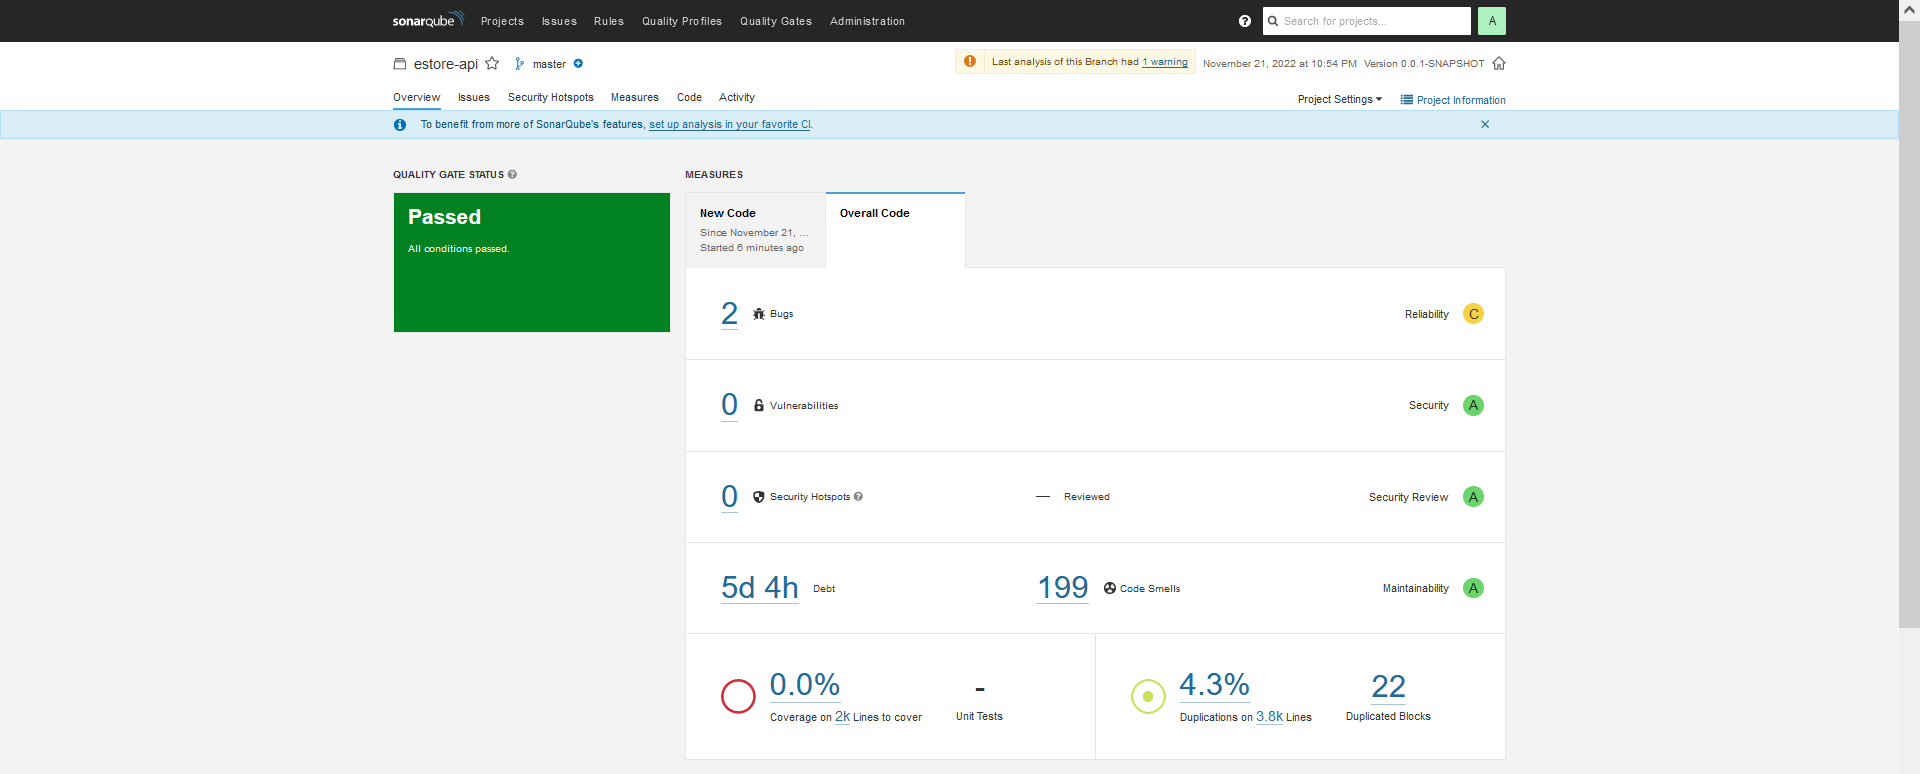 sonarqube Projects Issues Rules Quality Profiles Quality Gates Administration Search for projects... A
estore-api master Last analysis of this Branch had 1 warning November 21, 2022 at 10:54 PM Version 0.0.1-SNAPSHOT
Overview Issues Security Hotspots Measures Code Activity Project Settings Project Information
To benefit from more of SonarQube's features, set up analysis in your favorite CI.
QUALITY GATE STATUS
Passed
All conditions passed.
MEASURES
New Code
Since November 21, ...
Started 6 minutes ago
Overall Code
2 Bugs Reliability C
0 Vulnerabilities Security A
0 Security Hotspots — Reviewed Security Review A
5d 4h Debt 199 Code Smells Maintainability A
0.0%
Coverage on 2k Lines to cover
-
Unit Tests
4.3%
Duplications on 3.8k Lines
22
Duplicated Blocks